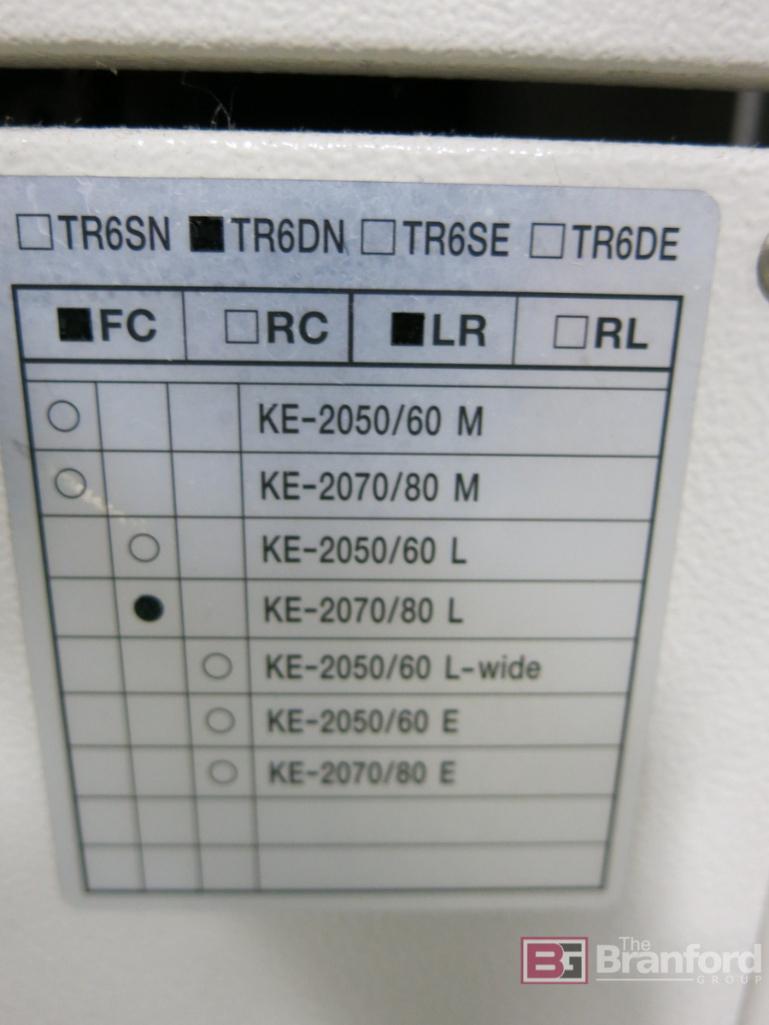 □TR6SN ■TR6DN □TR6SE □TR6DE
■FC □RC ■LR □RL
○ KE-2050/60 M
○ KE-2070/80 M
○ KE-2050/60 L
● KE-2070/80 L
○ KE-2050/60 L-wide
○ KE-2050/60 E
○ KE-2070/80 E
BG The Branford GROUP